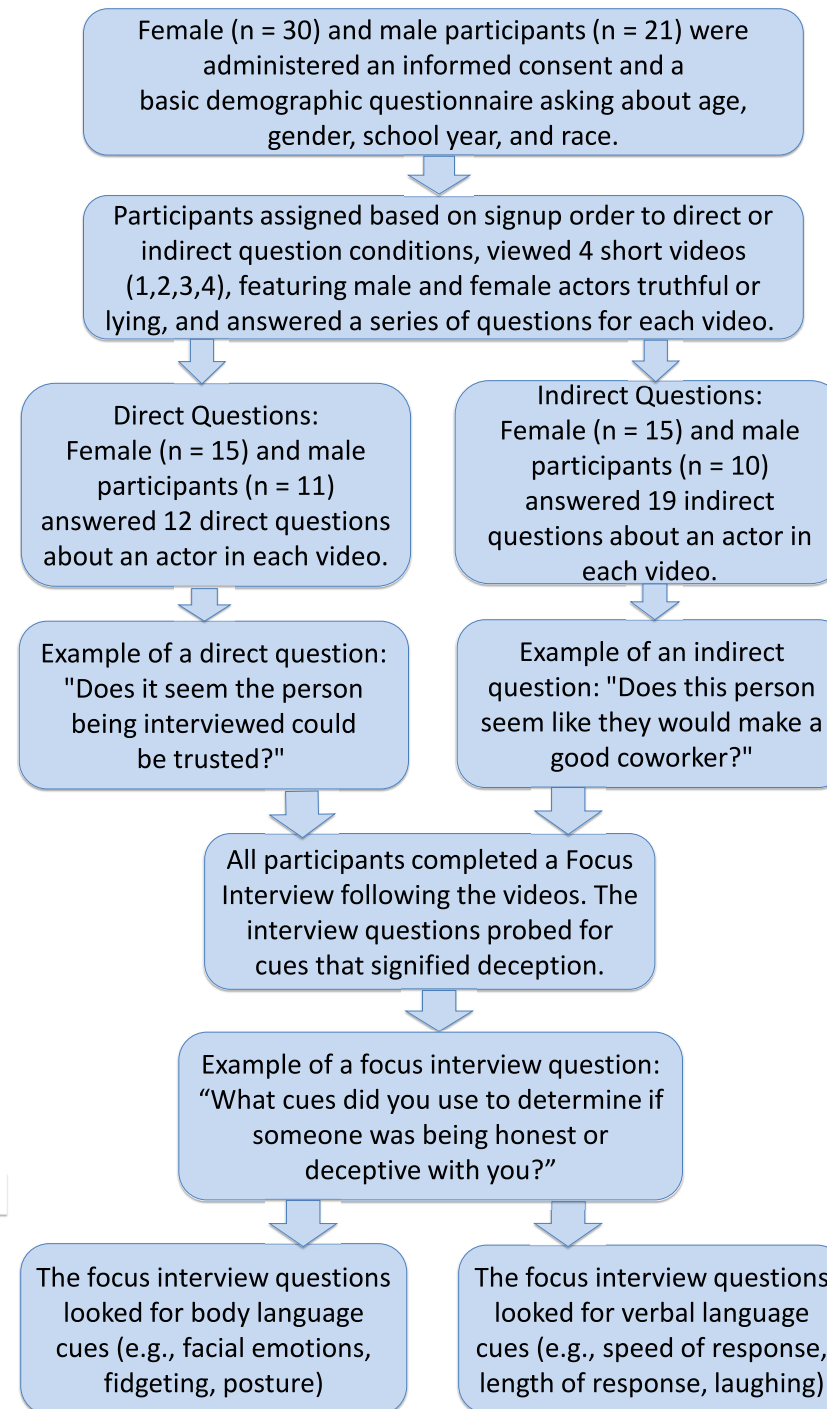 Female (n = 30) and male participants (n = 21) were
administered an informed consent and a
basic demographic questionnaire asking about age,
gender, school year, and race.
Participants assigned based on signup order to direct or
indirect question conditions, viewed 4 short videos
(1,2,3,4), featuring male and female actors truthful or
lying, and answered a series of questions for each video.
Direct Questions:
Female (n = 15) and male
participants (n = 11)
answered 12 direct questions
about an actor in each video.
Indirect Questions:
Female (n = 15) and male
participants (n = 10)
answered 19 indirect
questions about an actor in
each video.
Example of a direct question:
"Does it seem the person
being interviewed could
be trusted?"
Example of an indirect
question: "Does this person
seem like they would make a
good coworker?"
All participants completed a Focus
Interview following the videos. The
interview questions probed for
cues that signified deception.
Example of a focus interview question:
“What cues did you use to determine if
someone was being honest or
deceptive with you?”
The focus interview questions
looked for body language
cues (e.g., facial emotions,
fidgeting, posture)
The focus interview questions
looked for verbal language
cues (e.g., speed of response,
length of response, laughing)